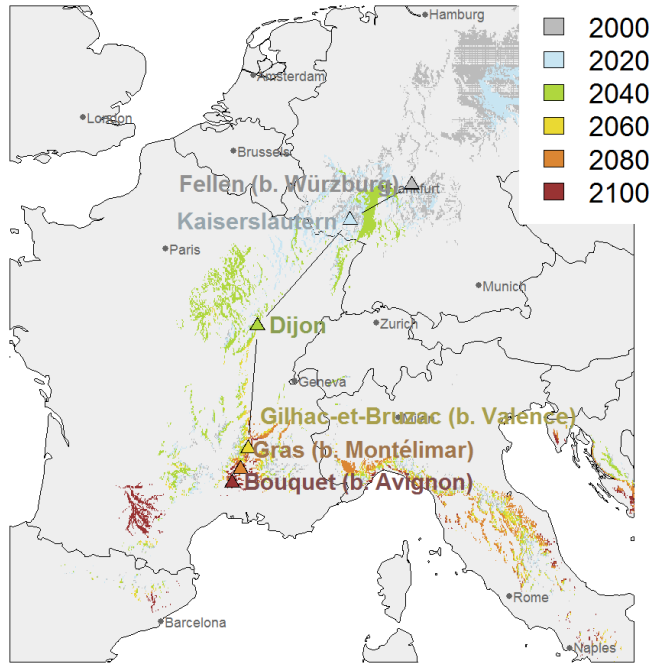 Hamburg
2000
2020
2040
2060
2080
2100
Amsterdam
London
Brussels
Fellen (b. Würzburg)
Frankfurt
Kaiserslautern
Paris
Munich
Dijon
Zurich
Geneva
Gilhac-et-Bruzac (b. Valence)
Gras (b. Montélimar)
Bouquet (b. Avignon)
Rome
Barcelona
Naples